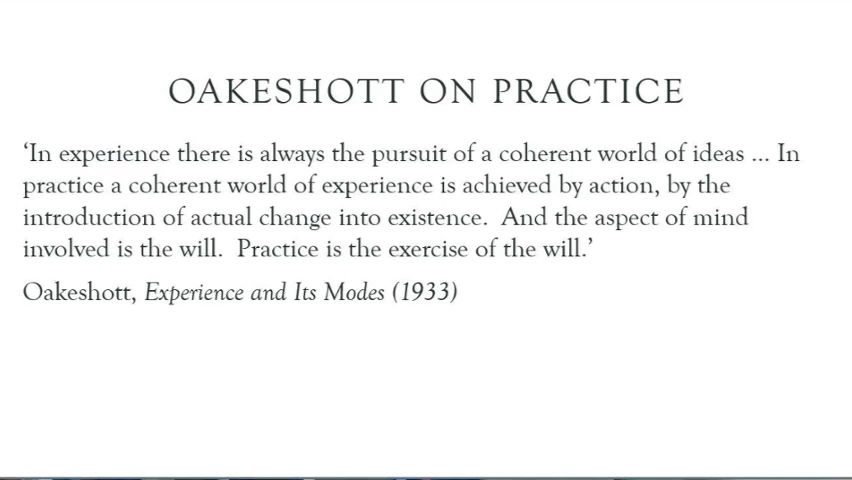 OAKESHOTT ON PRACTICE
‘In experience there is always the pursuit of a coherent world of ideas ... In
practice a coherent world of experience is achieved by action, by the
introduction of actual change into existence.  And the aspect of mind
involved is the will.  Practice is the exercise of the will.’
Oakeshott, Experience and Its Modes (1933)